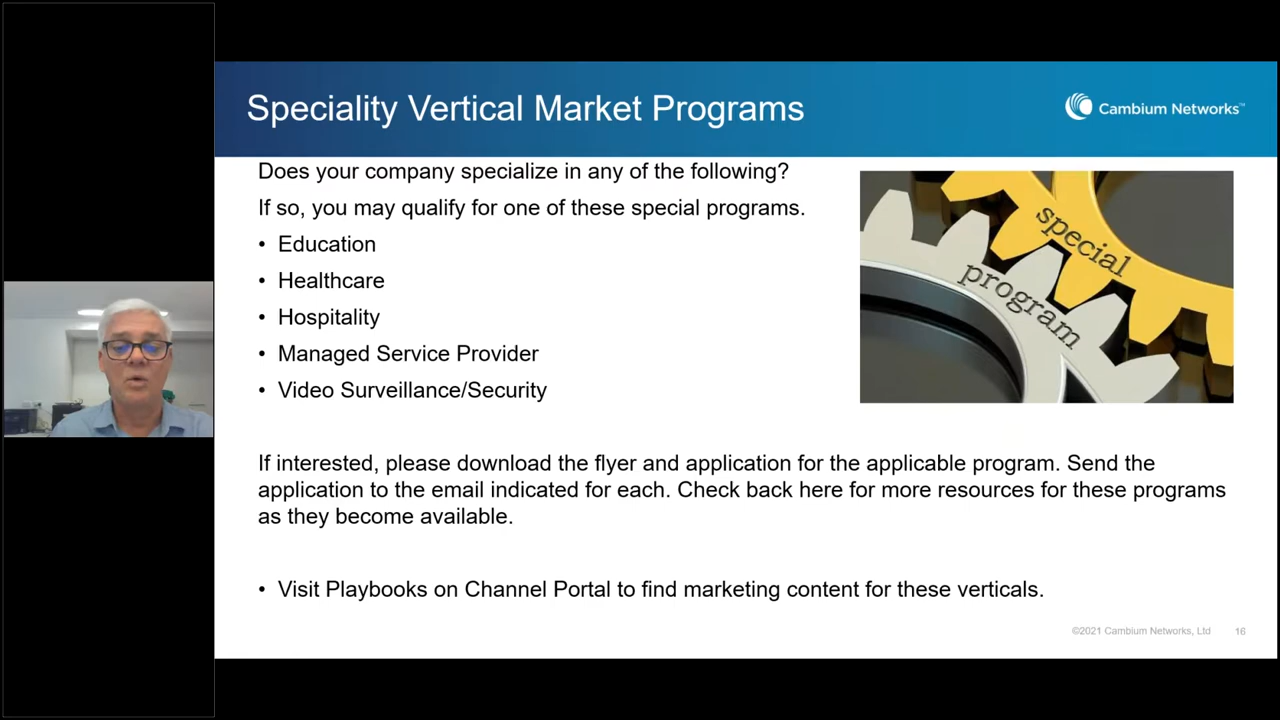 Speciality Vertical Market Programs
Cambium Networks™
Does your company specialize in any of the following?
If so, you may qualify for one of these special programs.
• Education
• Healthcare
• Hospitality
• Managed Service Provider
• Video Surveillance/Security
special
program
If interested, please download the flyer and application for the applicable program. Send the
application to the email indicated for each. Check back here for more resources for these programs
as they become available.
• Visit Playbooks on Channel Portal to find marketing content for these verticals.
©2021 Cambium Networks, Ltd
16